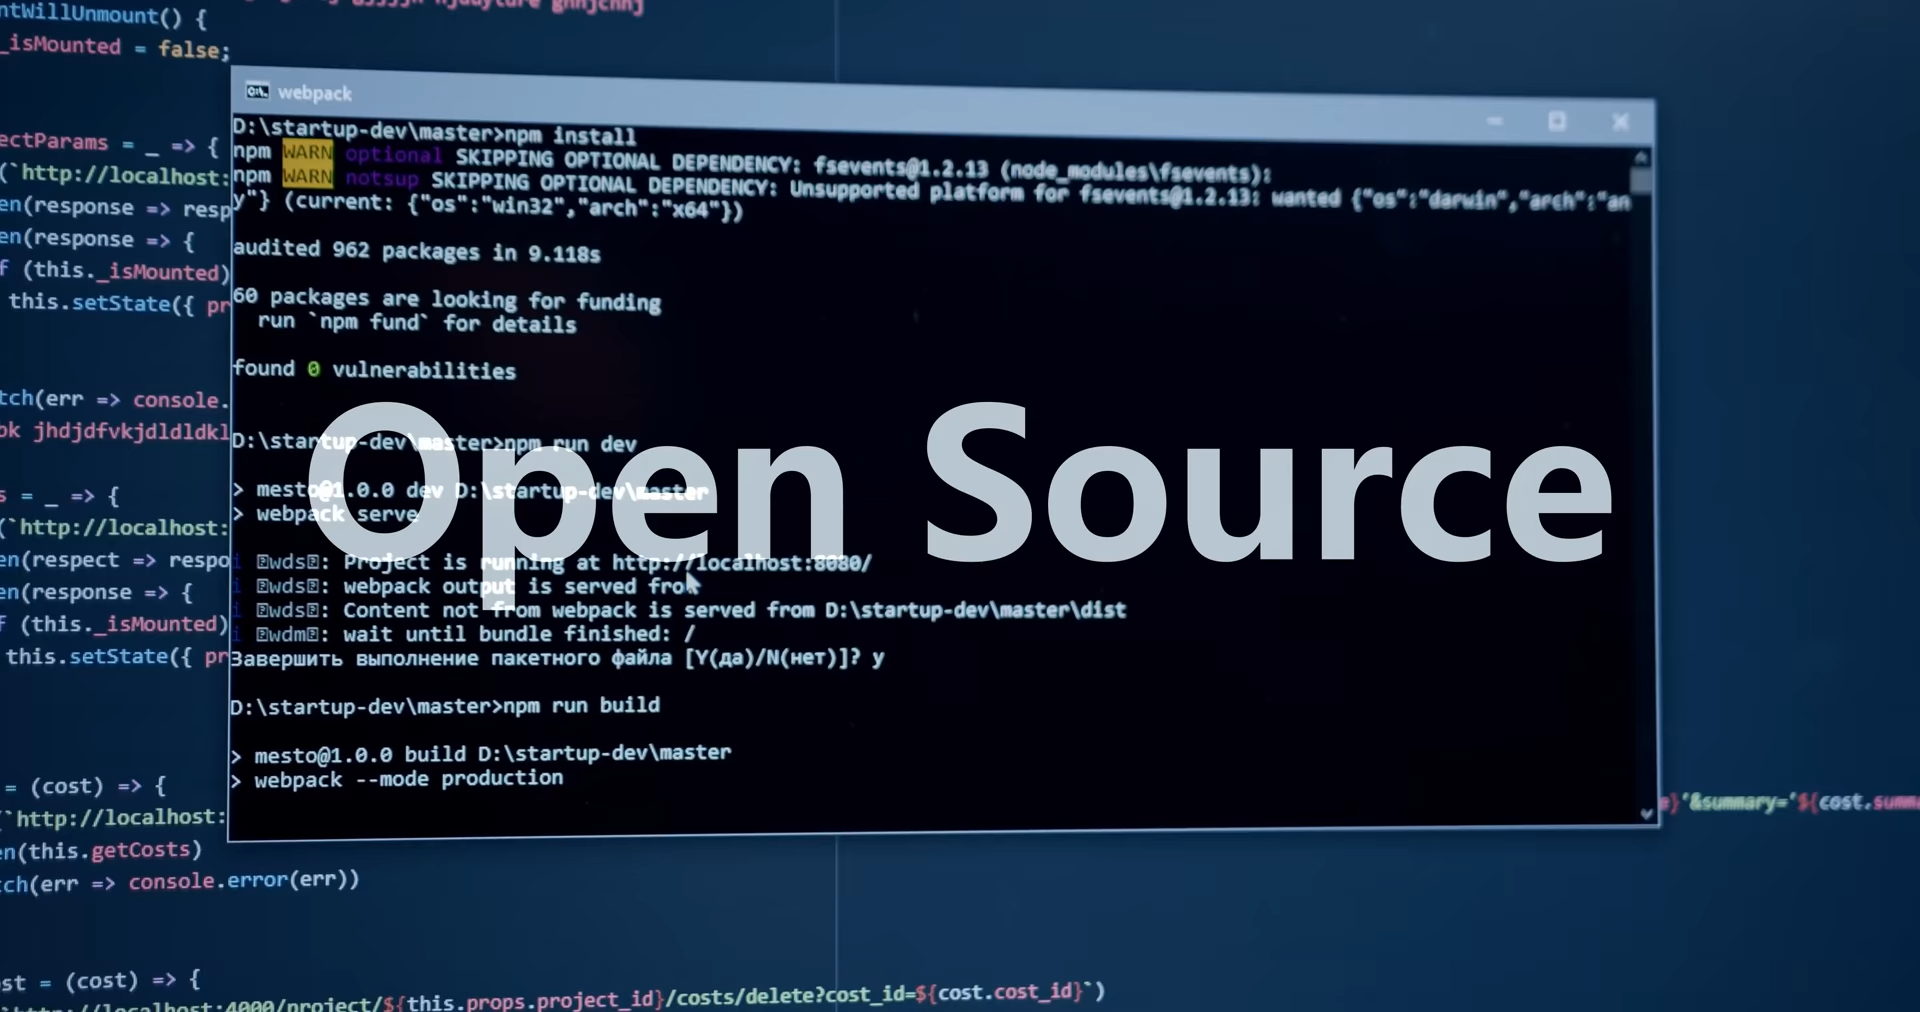 ntWillUnmount() {
_isMounted = false;
webpack
D:\startup-dev\master>npm install
npm WARN optional SKIPPING OPTIONAL DEPENDENCY: fsevents@1.2.13 (node_modules\fsevents):
npm WARN notsup SKIPPING OPTIONAL DEPENDENCY: Unsupported platform for fsevents@1.2.13: wanted {"os":"darwin","arch":"an
y"} (current: {"os":"win32","arch":"x64"})
audited 962 packages in 9.118s
60 packages are looking for funding
run `npm fund` for details
found 0 vulnerabilities
D:\startup-dev\master>npm run dev
> mesto@1.0.0 dev D:\startup-dev\master
> webpack serve
Open Source
i ｢wds｣: Project is running at http://localhost:8080/
i ｢wds｣: webpack output is served from
i ｢wds｣: Content not from webpack is served from D:\startup-dev\master\dist
i ｢wdm｣: wait until bundle finished: /
Завершить выполнение пакетного файла [Y(да)/N(нет)]? y
D:\startup-dev\master>npm run build
> mesto@1.0.0 build D:\startup-dev\master
> webpack --mode production
ectParams = _ => {
(`http://localhost:
en(response => resp
en(response => {
f (this._isMounted)
this.setState({ pr
tch(err => console.
ok jhdjdfvkjdldldkl
s = _ => {
(`http://localhost:
en(respect => respo
en(response => {
f (this._isMounted)
this.setState({ pr
= (cost) => {
(`http://localhost:
}'&summary='${cost.summa
en(this.getCosts)
tch(err => console.error(err))
st = (cost) => {
`http://localhost:4000/project/${this.props.project_id}/costs/delete?cost_id=${cost.cost_id}`)